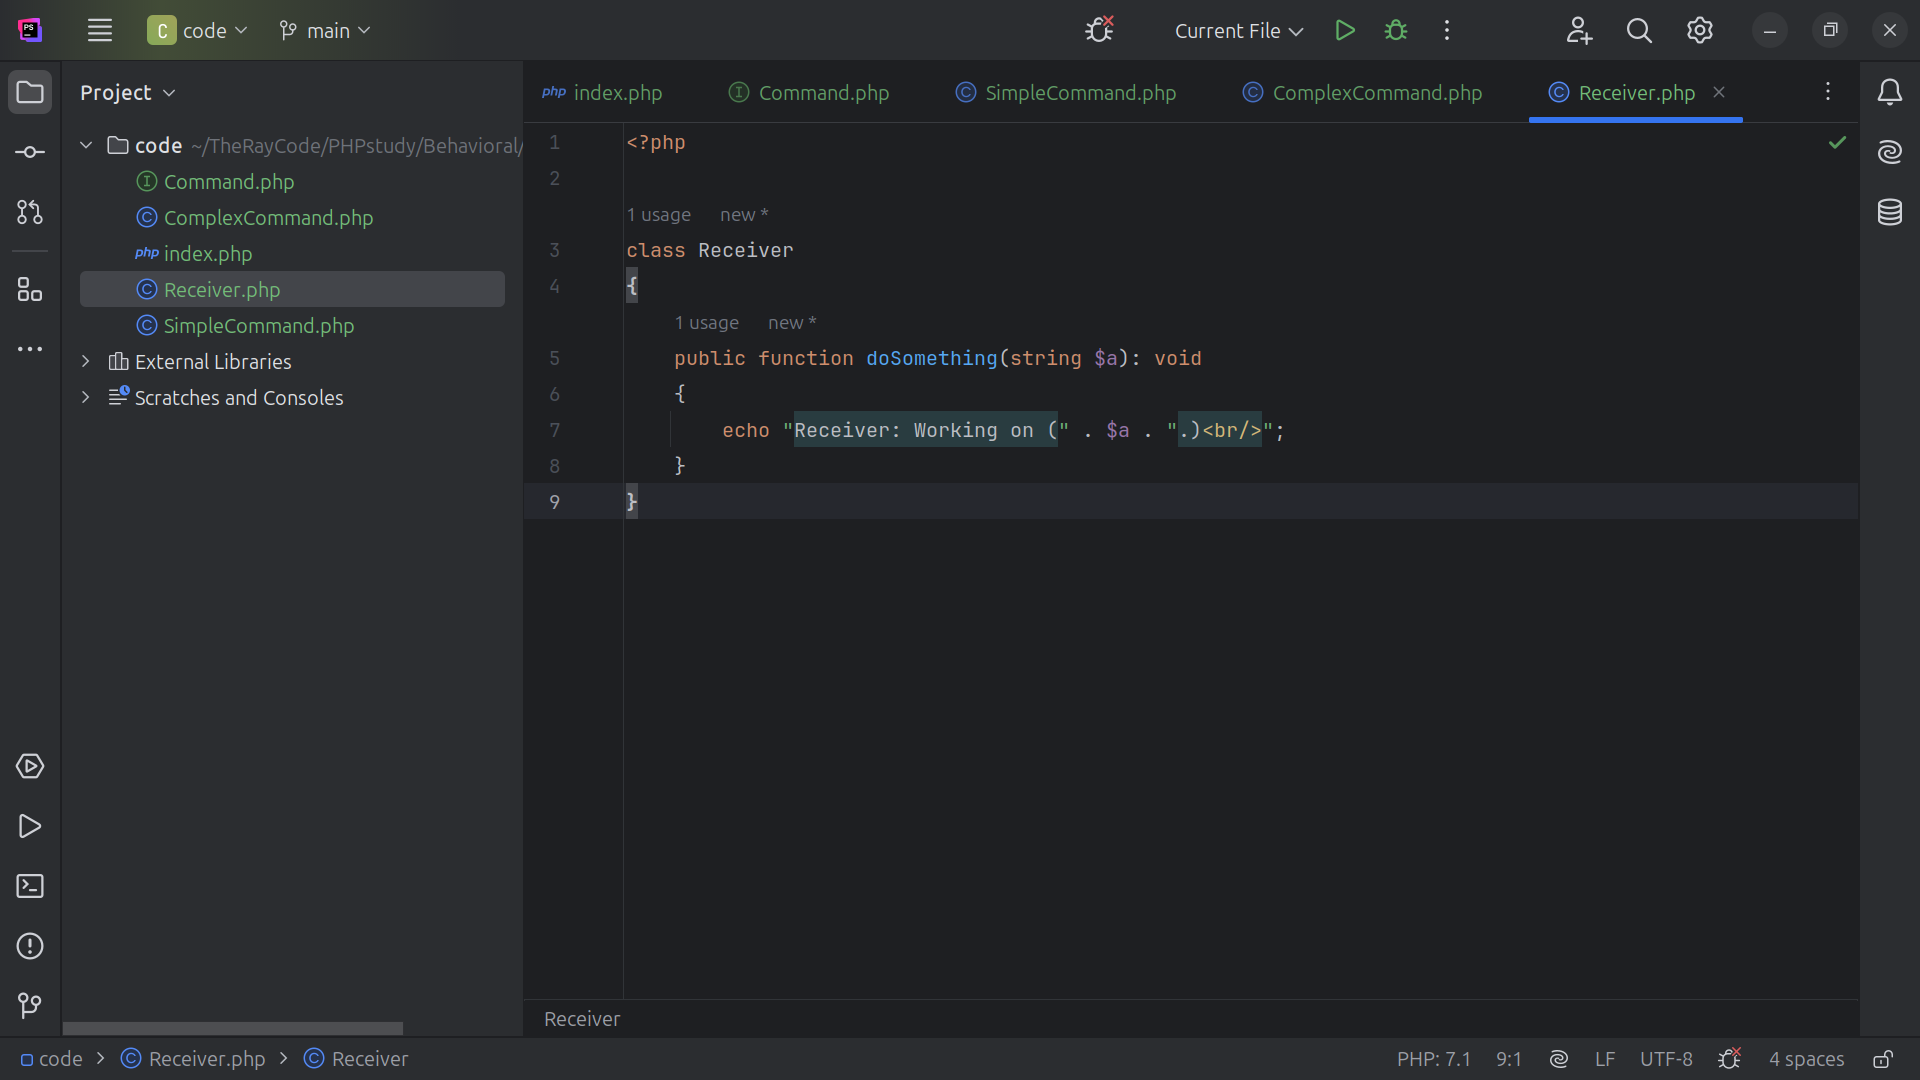 PS
C code main
Current File
Project
code ~/TheRayCode/PHPstudy/Behavioral/
Command.php
ComplexCommand.php
php index.php
Receiver.php
SimpleCommand.php
External Libraries
Scratches and Consoles
php index.php Command.php SimpleCommand.php ComplexCommand.php Receiver.php
1 <?php
2
1 usage new *
3 class Receiver
4 {
1 usage new *
5 public function doSomething(string $a): void
6 {
7 echo "Receiver: Working on (" . $a . ".)<br/>";
8 }
9 }
Receiver
code > Receiver.php > Receiver
PHP: 7.1 9:1 LF UTF-8 4 spaces